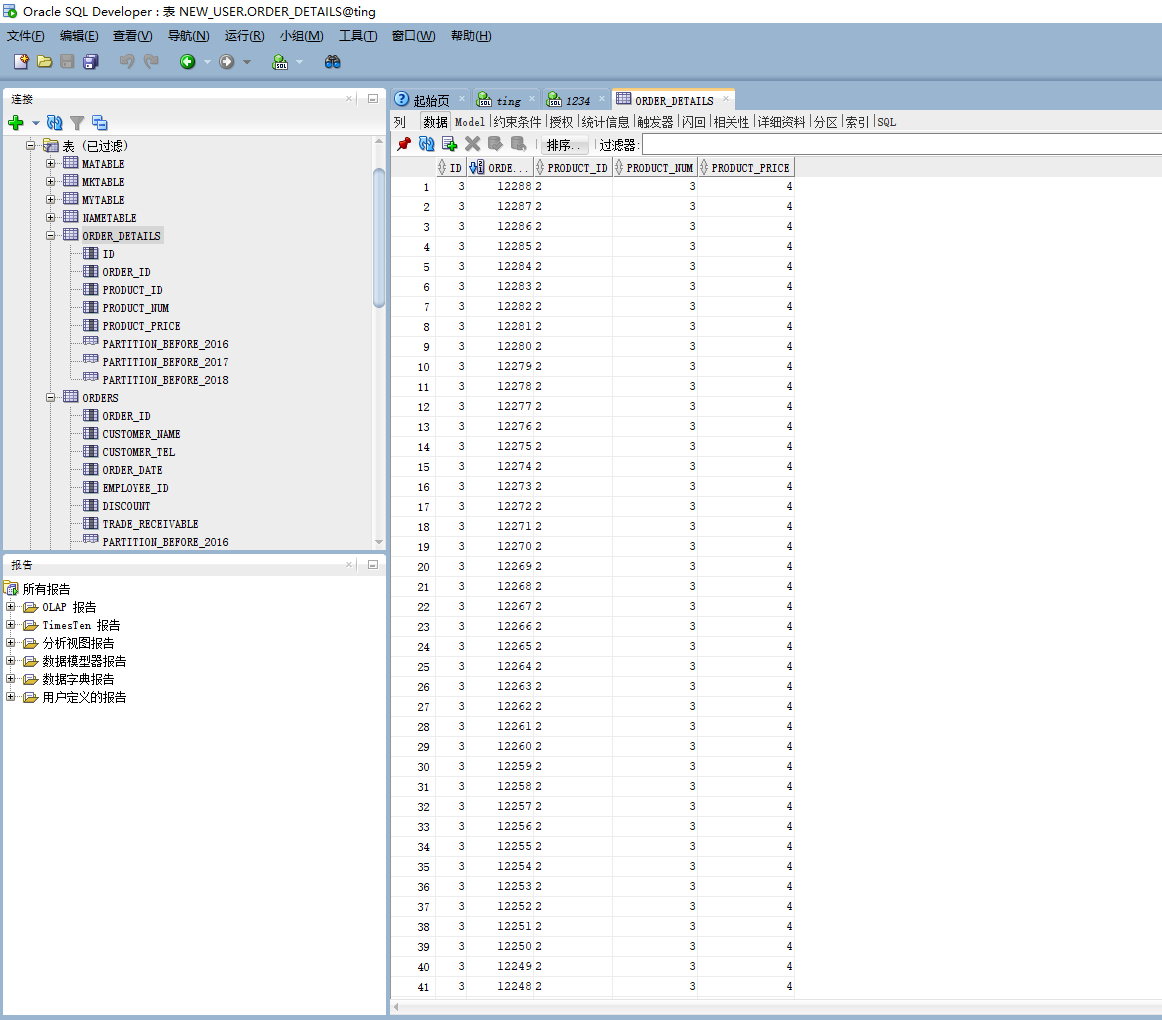 Oracle SQL Developer : 表 NEW_USER.ORDER_DETAILS@ting
文件(F) 编辑(E) 查看(V) 导航(N) 运行(R) 小组(M) 工具(T) 窗口(W) 帮助(H)
连接
表 (已过滤)
MATABLE
MKTABLE
MYTABLE
NAMETABLE
ORDER_DETAILS
ID
ORDER_ID
PRODUCT_ID
PRODUCT_NUM
PRODUCT_PRICE
PARTITION_BEFORE_2016
PARTITION_BEFORE_2017
PARTITION_BEFORE_2018
ORDERS
ORDER_ID
CUSTOMER_NAME
CUSTOMER_TEL
ORDER_DATE
EMPLOYEE_ID
DISCOUNT
TRADE_RECEIVABLE
PARTITION_BEFORE_2016
报告
所有报告
OLAP 报告
TimesTen 报告
分析视图报告
数据模型器报告
数据字典报告
用户定义的报告
起始页 ting 1234 ORDER_DETAILS
列 数据 Model 约束条件 授权 统计信息 触发器 闪回 相关性 详细资料 分区 索引 SQL
排序.. 过滤器:
ID ORDE... PRODUCT_ID PRODUCT_NUM PRODUCT_PRICE
1 3 12288 2 3 4
2 3 12287 2 3 4
3 3 12286 2 3 4
4 3 12285 2 3 4
5 3 12284 2 3 4
6 3 12283 2 3 4
7 3 12282 2 3 4
8 3 12281 2 3 4
9 3 12280 2 3 4
10 3 12279 2 3 4
11 3 12278 2 3 4
12 3 12277 2 3 4
13 3 12276 2 3 4
14 3 12275 2 3 4
15 3 12274 2 3 4
16 3 12273 2 3 4
17 3 12272 2 3 4
18 3 12271 2 3 4
19 3 12270 2 3 4
20 3 12269 2 3 4
21 3 12268 2 3 4
22 3 12267 2 3 4
23 3 12266 2 3 4
24 3 12265 2 3 4
25 3 12264 2 3 4
26 3 12263 2 3 4
27 3 12262 2 3 4
28 3 12261 2 3 4
29 3 12260 2 3 4
30 3 12259 2 3 4
31 3 12258 2 3 4
32 3 12257 2 3 4
33 3 12256 2 3 4
34 3 12255 2 3 4
35 3 12254 2 3 4
36 3 12253 2 3 4
37 3 12252 2 3 4
38 3 12251 2 3 4
39 3 12250 2 3 4
40 3 12249 2 3 4
41 3 12248 2 3 4